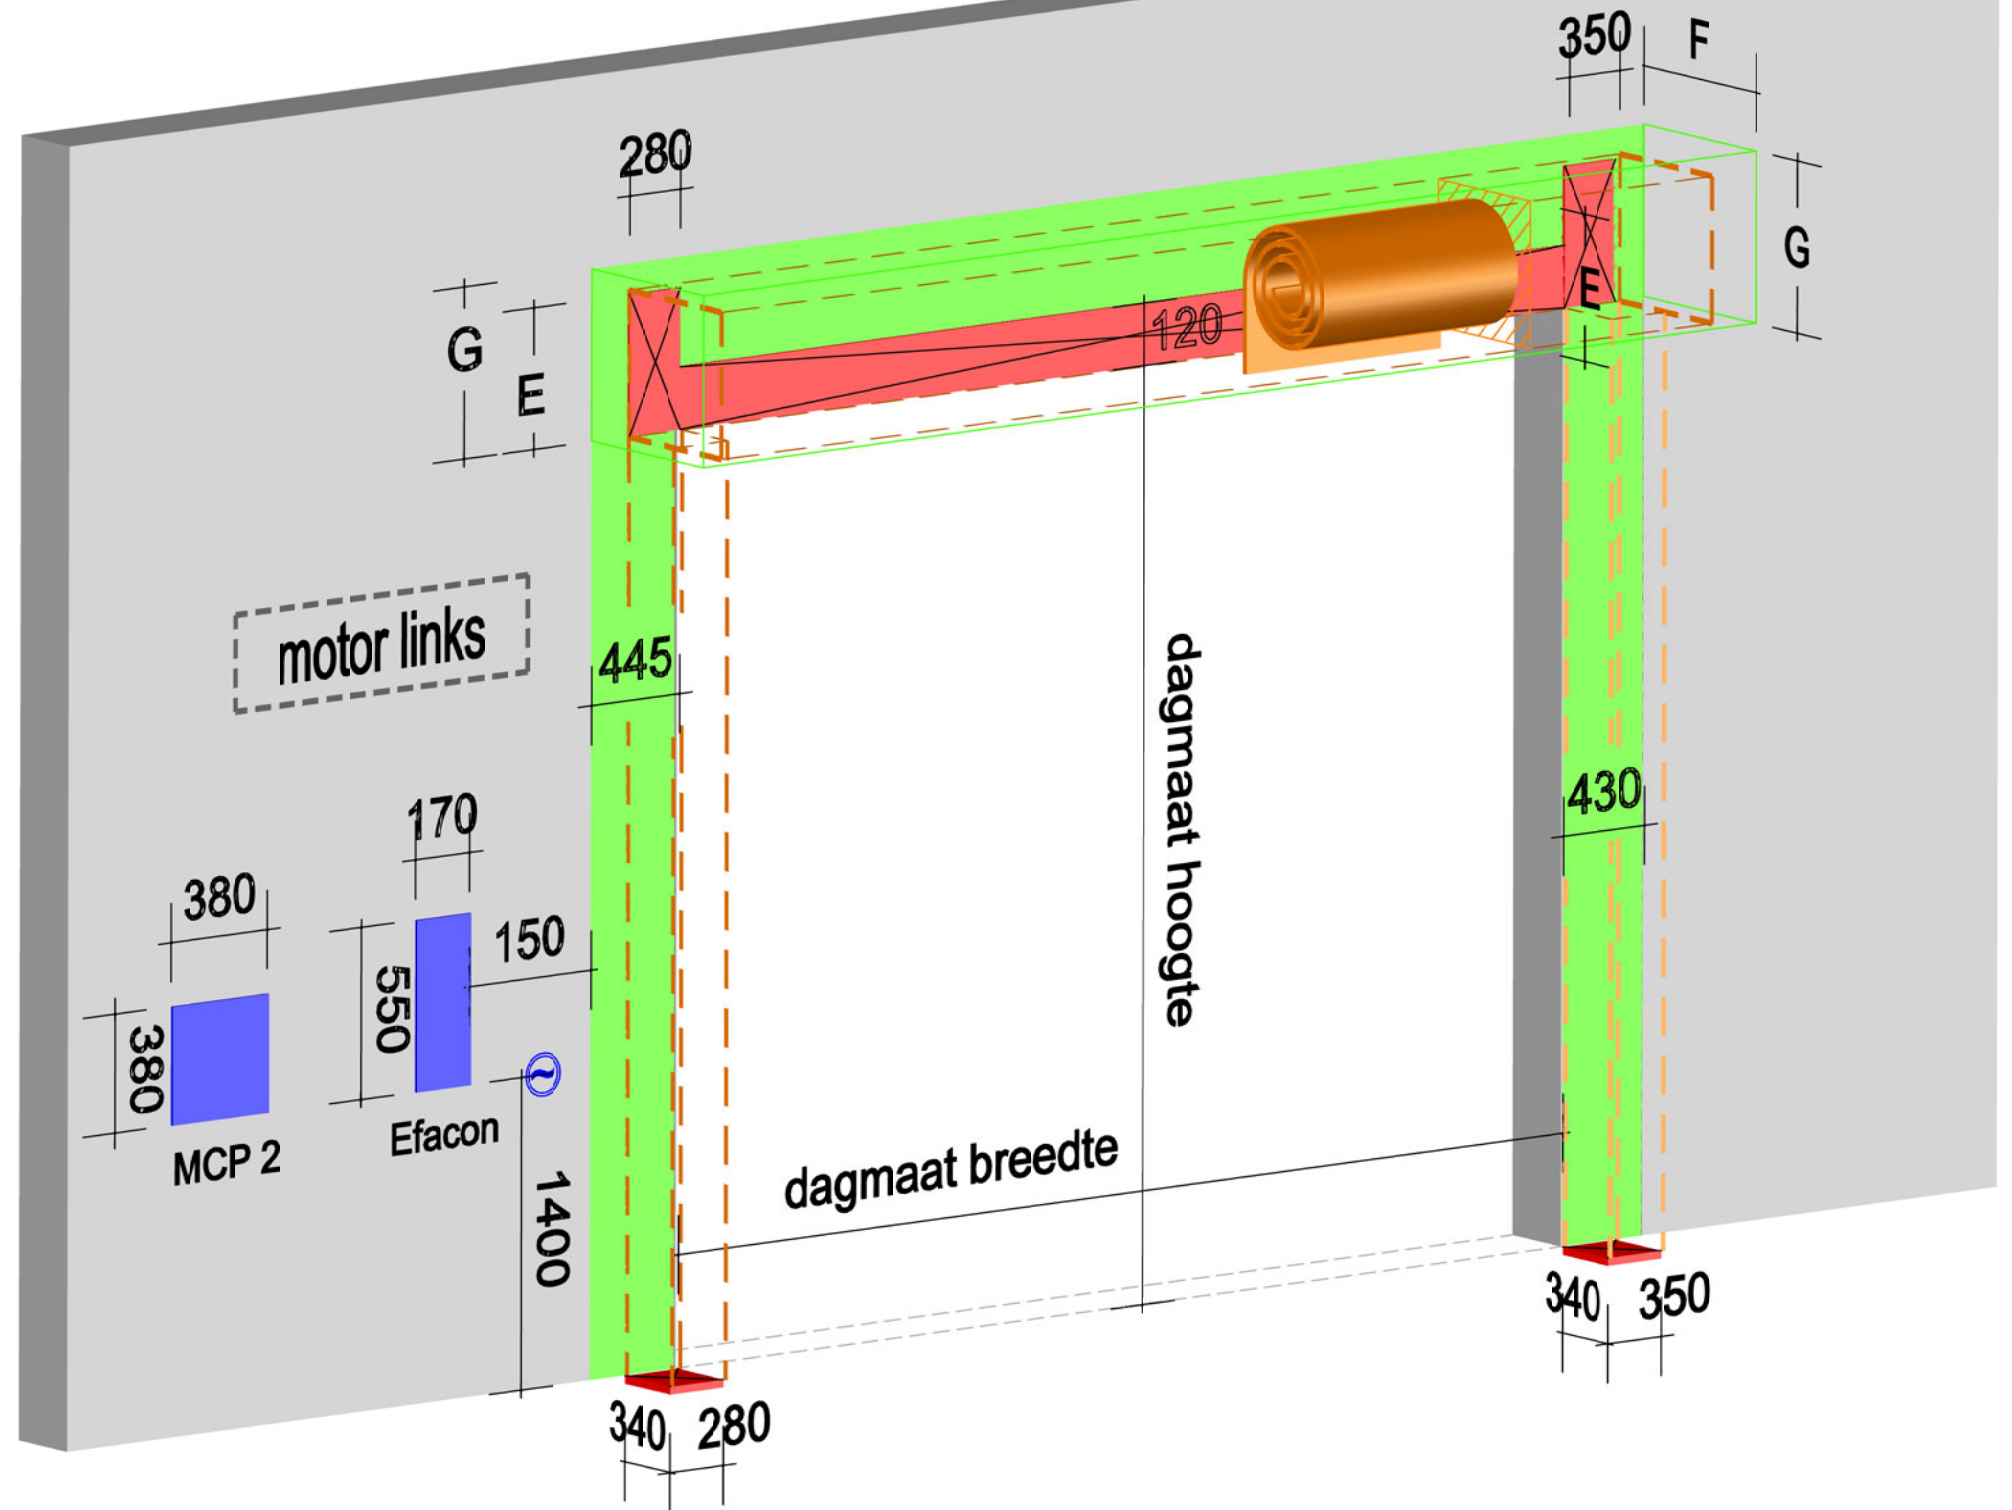 350
F
280
G
E
120
E
G
motor links
445
dagmaat hoogte
430
170
380
150
550
380
Efacon
MCP 2
~
1400
dagmaat breedte
340
350
340
280